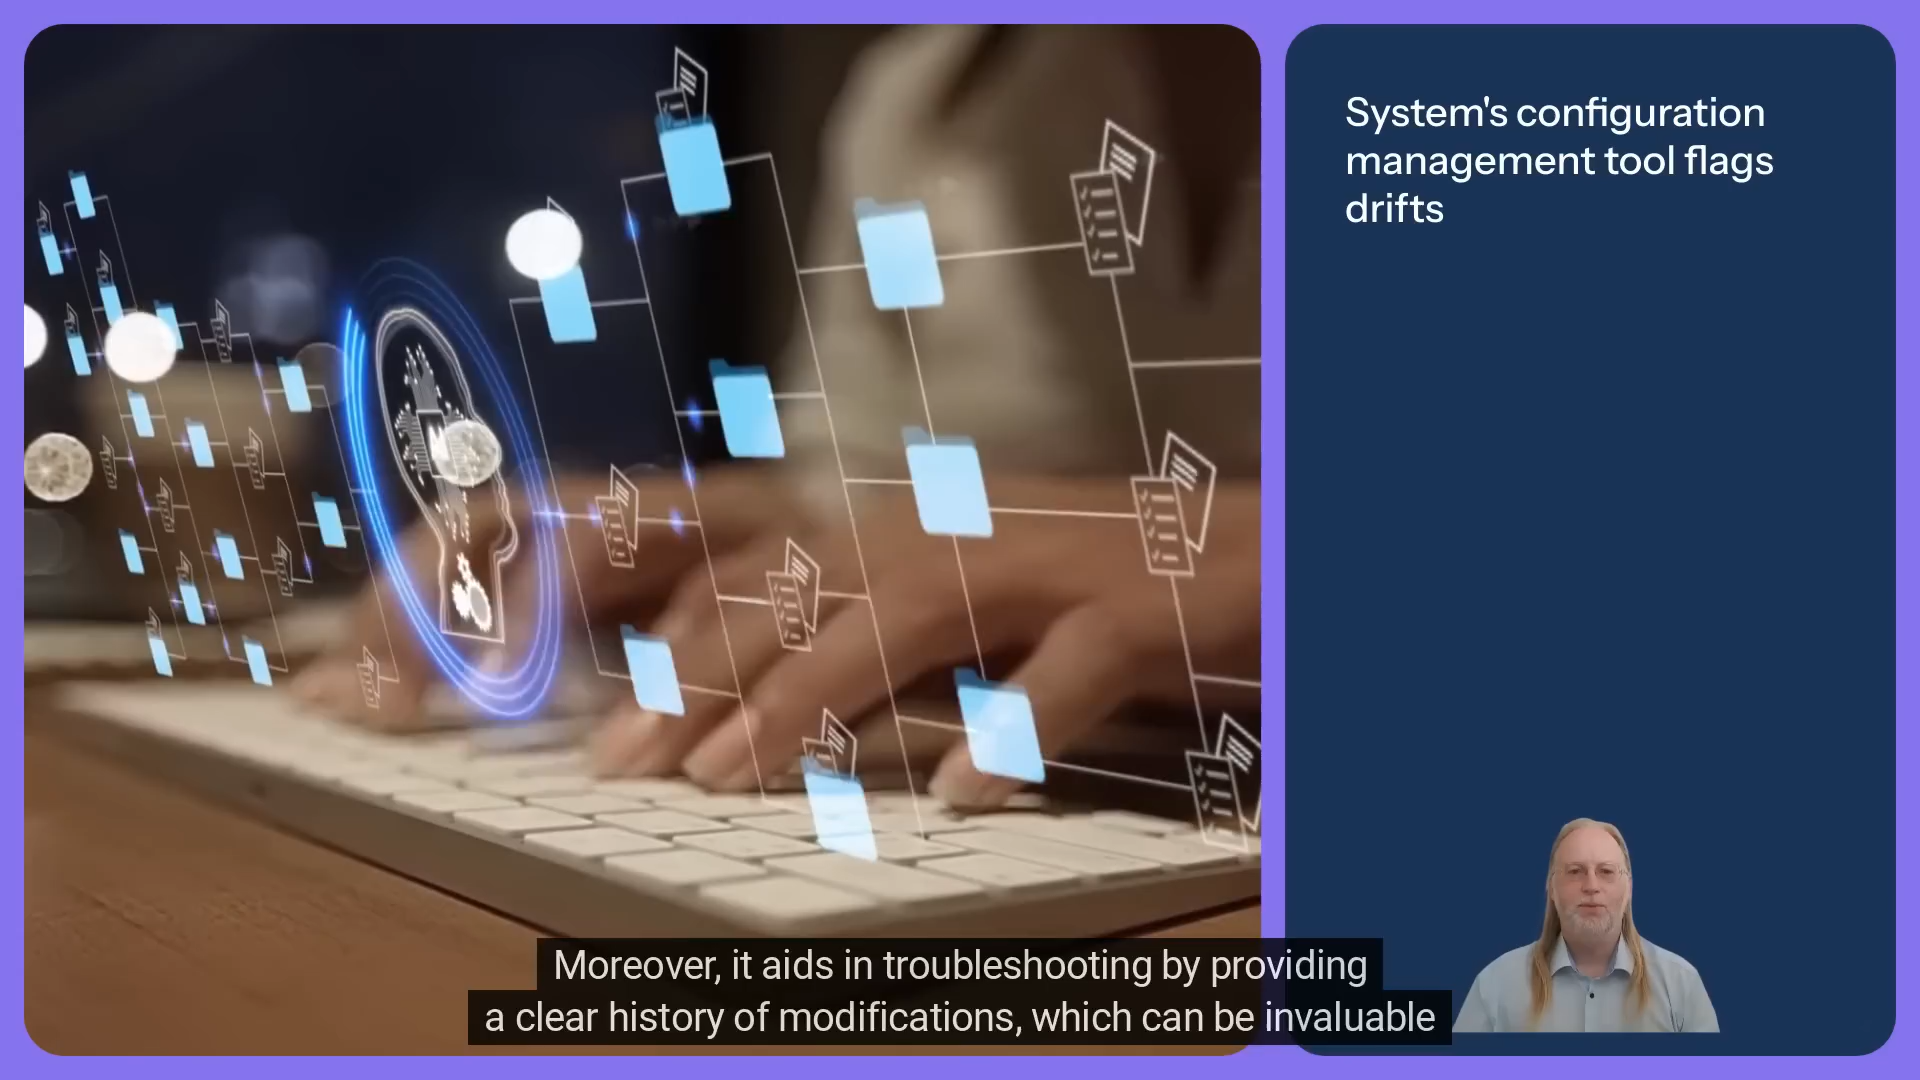 System's configuration
management tool flags
drifts
Moreover, it aids in troubleshooting by providing
a clear history of modifications, which can be invaluable